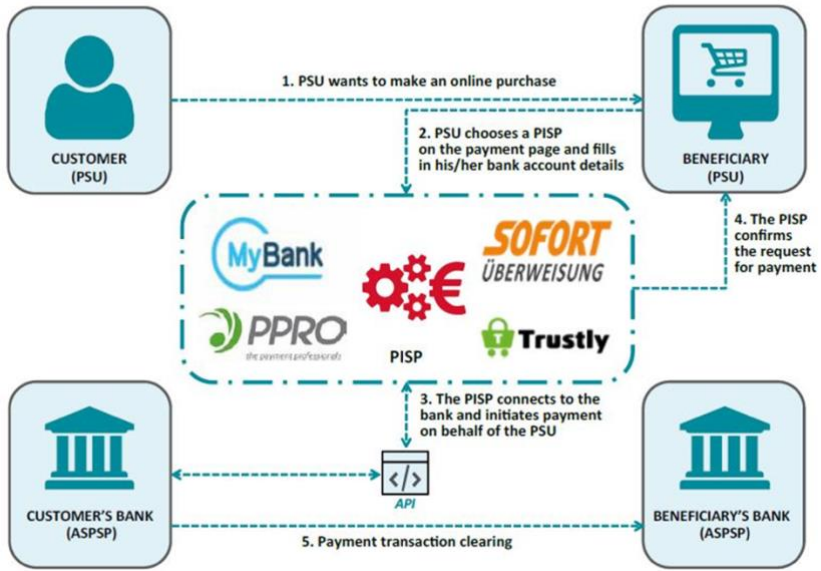 1. PSU wants to make an online purchase
CUSTOMER
(PSU)
2. PSU chooses a PISP
on the payment page and fills
in his/her bank account details
BENEFICIARY
(PSU)
MyBank
SOFORT
ÜBERWEISUNG
4. The PISP
confirms
the request
for payment
PPRO
the payment professionals
€
PISP
T
Trustly
3. The PISP connects to the
bank and initiates payment
on behalf of the PSU
</>
API
CUSTOMER'S BANK
(ASPSP)
BENEFICIARY'S BANK
(ASPSP)
5. Payment transaction clearing